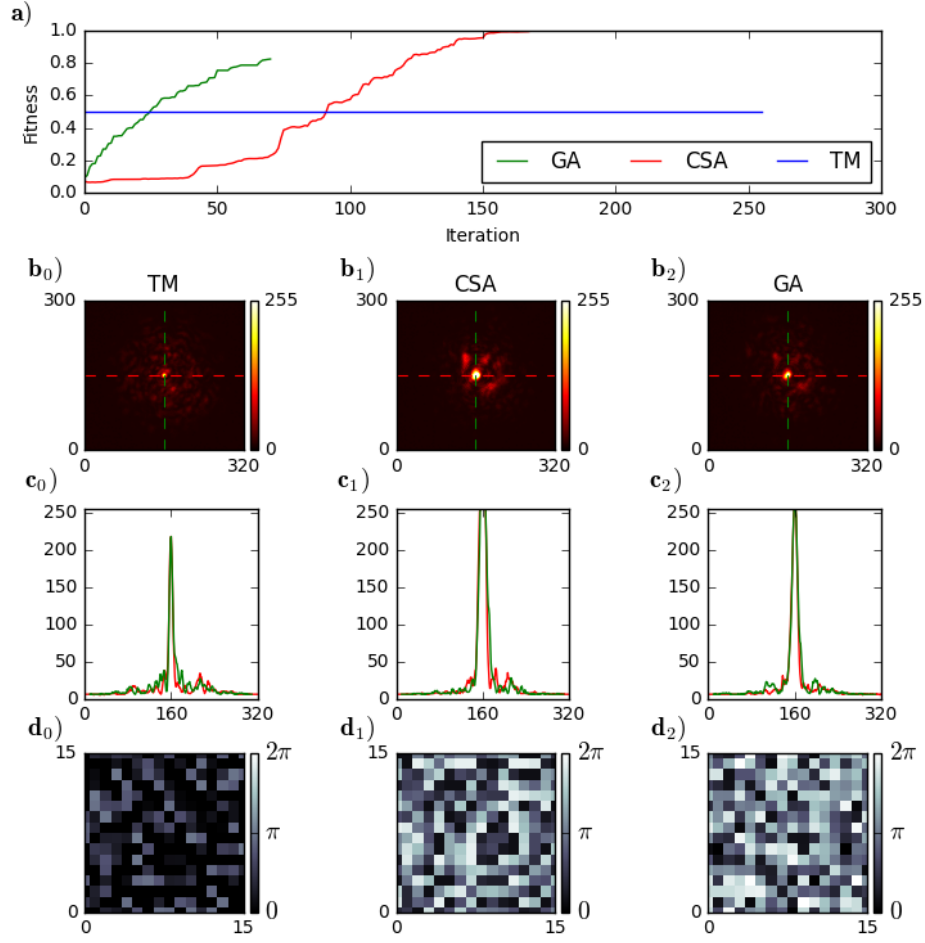 a)
1.0
0.8
0.6
0.4
0.2
0.0
Fitness
GA CSA TM
0 50 100 150 200 250 300
Iteration
b0) b1) b2)
TM CSA GA
300 255 300 255 300 255
0 0 0 0 0 0
0 320 0 320 0 320
c0) c1) c2)
250 250 250
200 200 200
150 150 150
100 100 100
50 50 50
0 0 0
0 160 320 0 160 320 0 160 320
d0) d1) d2)
15 2π 15 2π 15 2π
π π π
0 0 0 0 0 0
0 15 0 15 0 15